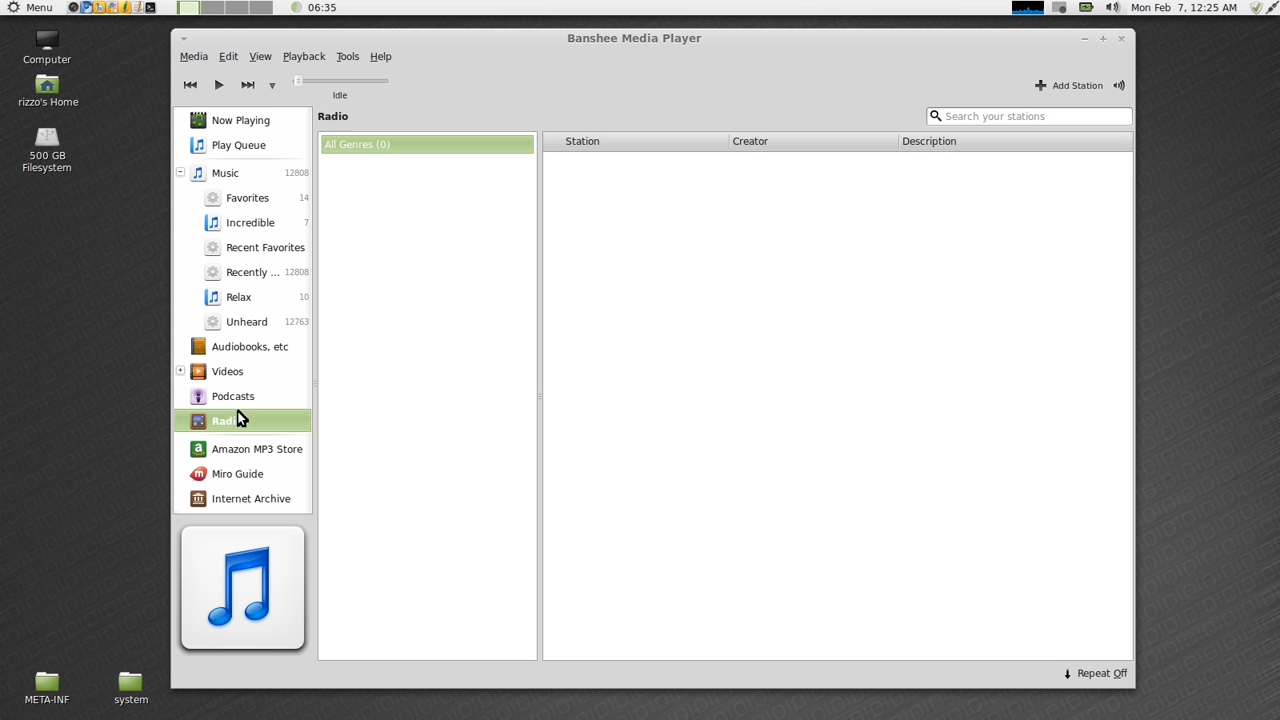 Menu
06:35
Mon Feb 7, 12:25 AM
Computer
rizzo's Home
500 GB
Filesystem
META-INF
system
Banshee Media Player
Media Edit View Playback Tools Help
Idle
Add Station
Now Playing
Play Queue
Music 12808
Favorites 14
Incredible 7
Recent Favorites
Recently ... 12808
Relax 10
Unheard 12763
Audiobooks, etc
Videos
Podcasts
Radio
Amazon MP3 Store
Miro Guide
Internet Archive
Radio
Search your stations
All Genres (0)
Station Creator Description
Repeat Off